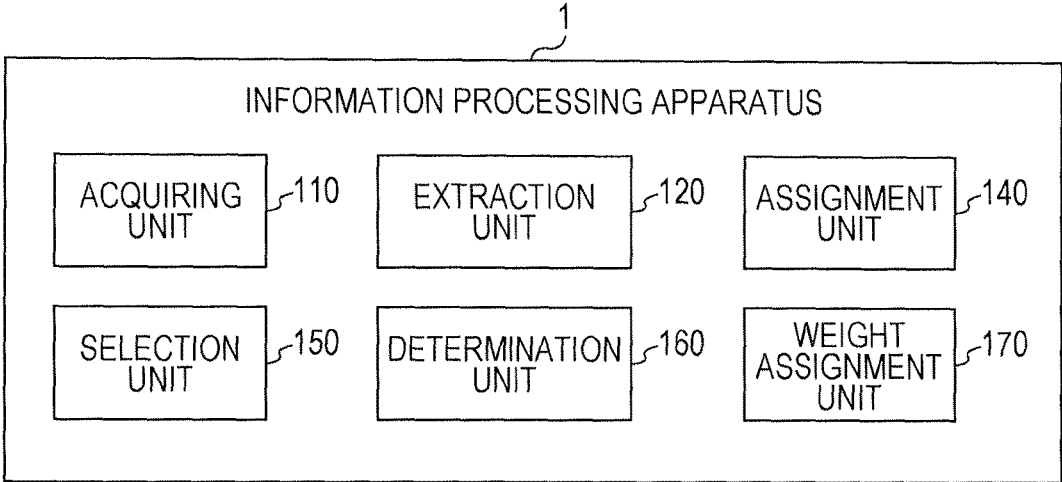 1
INFORMATION PROCESSING APPARATUS
ACQUIRING
UNIT
110
EXTRACTION
UNIT
120
ASSIGNMENT
UNIT
140
SELECTION
UNIT
150
DETERMINATION
UNIT
160
WEIGHT
ASSIGNMENT
UNIT
170